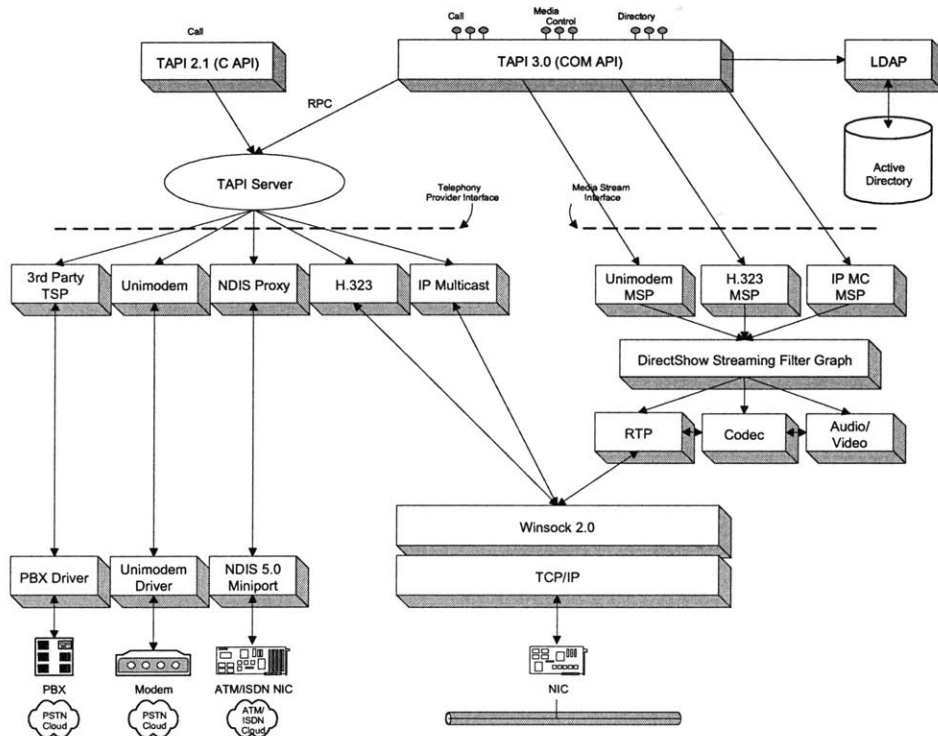 Call
Media
Control
Directory
Call
TAPI 2.1 (C API)
TAPI 3.0 (COM API)
LDAP
RPC
TAPI Server
Telephony
Provider Interface
Media Stream
Interface
Active
Directory
3rd Party
TSP
Unimodem
NDIS Proxy
H.323
IP Multicast
Unimodem
MSP
H.323
MSP
IP MC
MSP
DirectShow Streaming Filter Graph
RTP
Codec
Audio/
Video
Winsock 2.0
PBX Driver
Unimodem
Driver
NDIS 5.0
Miniport
TCP/IP
PBX
Modem
ATM/ISDN NIC
NIC
PSTN
Cloud
PSTN
Cloud
ATM/
ISDN
Cloud